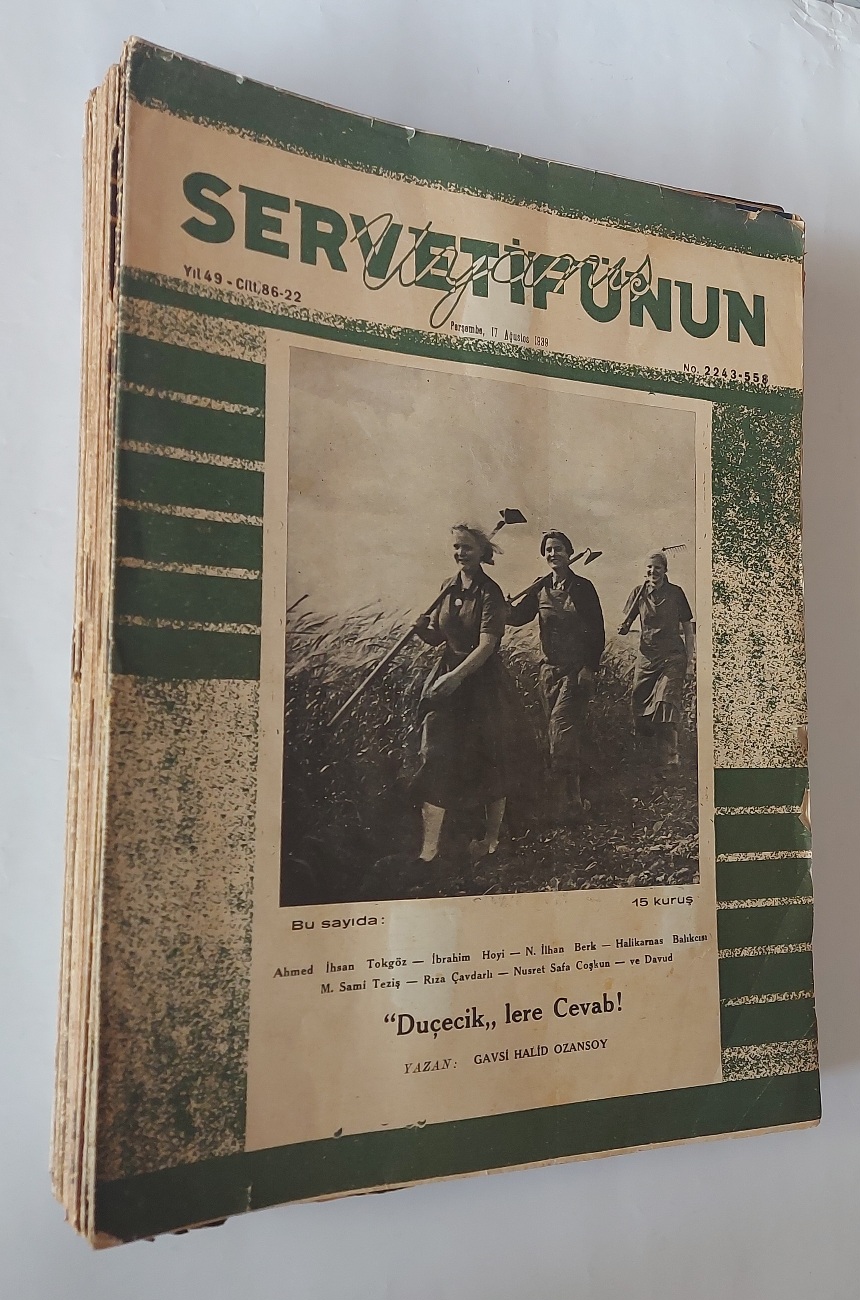 SERVETİFÜNUN
Uyanış
Yıl 49 - Cilt. 86-22
Perşembe, 17 Ağustos 1939
No. 2243-558
15 kuruş
Bu sayıda:
Ahmed İhsan Tokgöz — İbrahim Hoyi — N. İlhan Berk — Halikarnas Balıkcısı
M. Sami Teziş — Rıza Çavdarlı — Nusret Safa Coşkun — ve Davud
“Duçecik„ lere Cevab!
YAZAN: GAVSİ HALİD OZANSOY